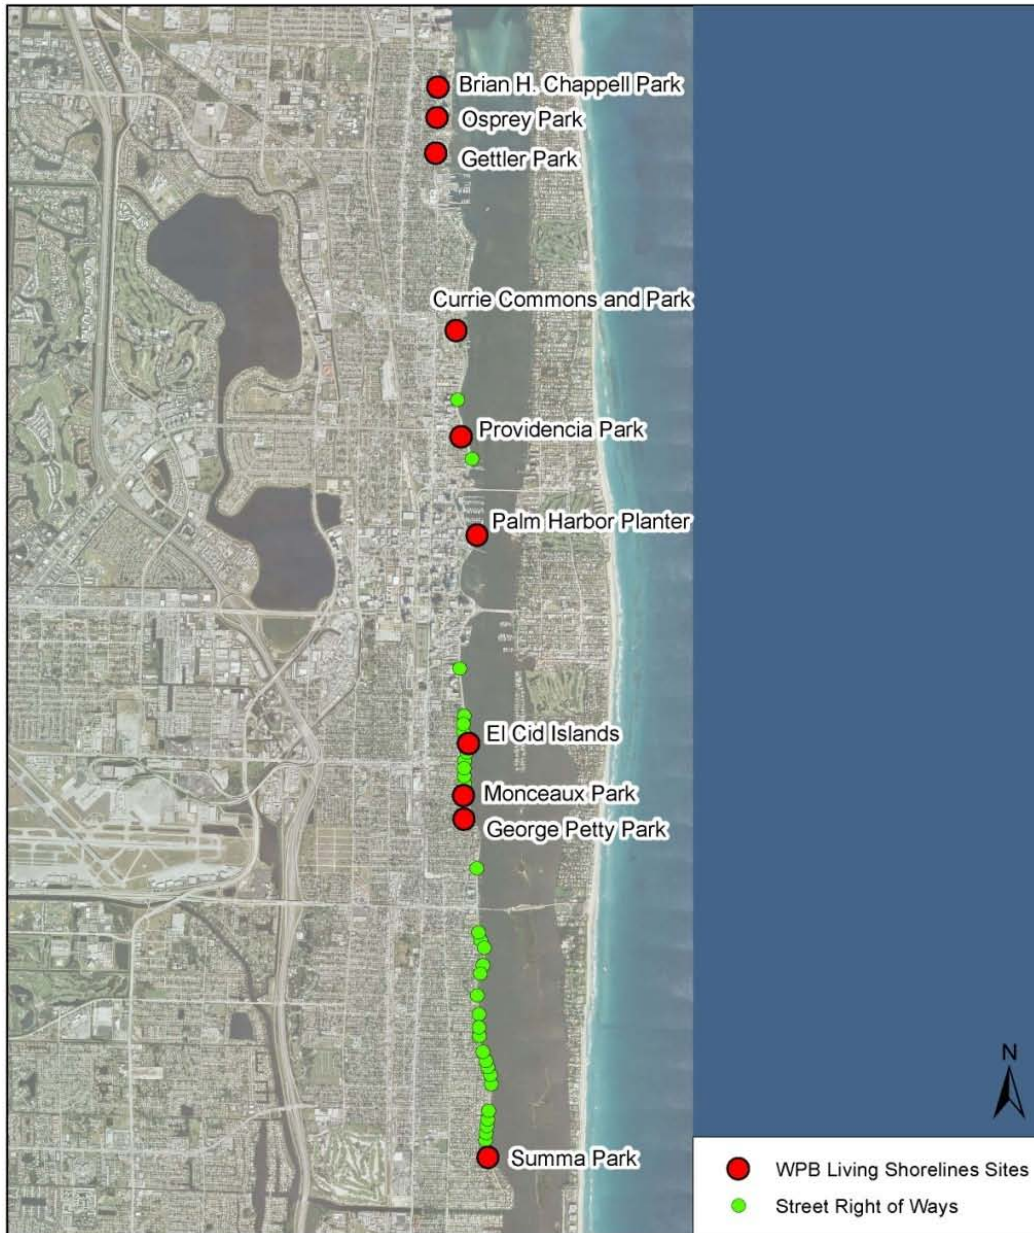 Brian H. Chappell Park
Osprey Park
Gettler Park
Currie Commons and Park
Providencia Park
Palm Harbor Planter
El Cid Islands
Monceaux Park
George Petty Park
Summa Park
N
WPB Living Shorelines Sites
Street Right of Ways